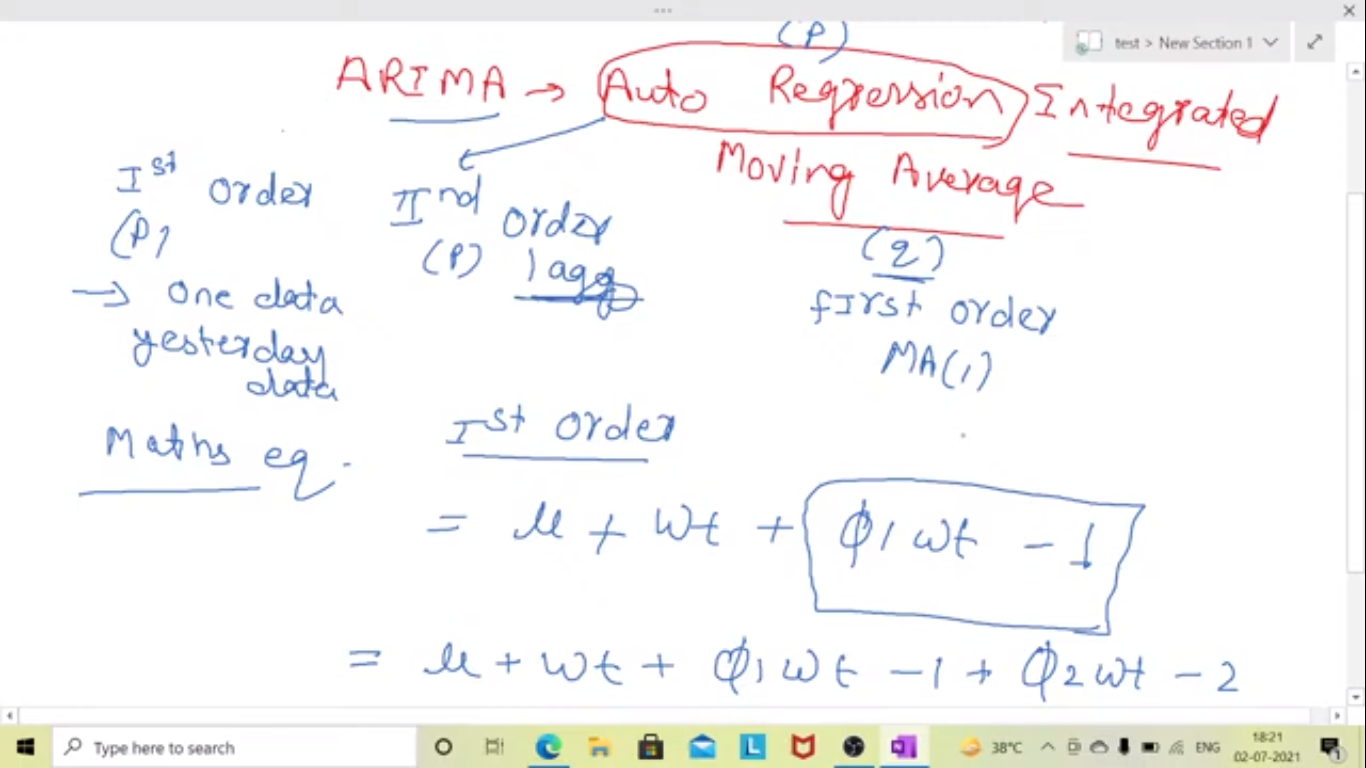 (P)
test > New Section 1
ARIMA → Auto Regression Integrated
Moving Average
Ist order
(P)
→ One data
yesterday
data
IInd order
(P) lagg
(q)
first order
MA(1)
Maths eq.
Ist order
= μ + wt + ϕ1 wt - 1
= μ + wt + ϕ1 wt - 1 + ϕ2 wt - 2
Type here to search
38°C
ENG
18:21
02-07-2021
1